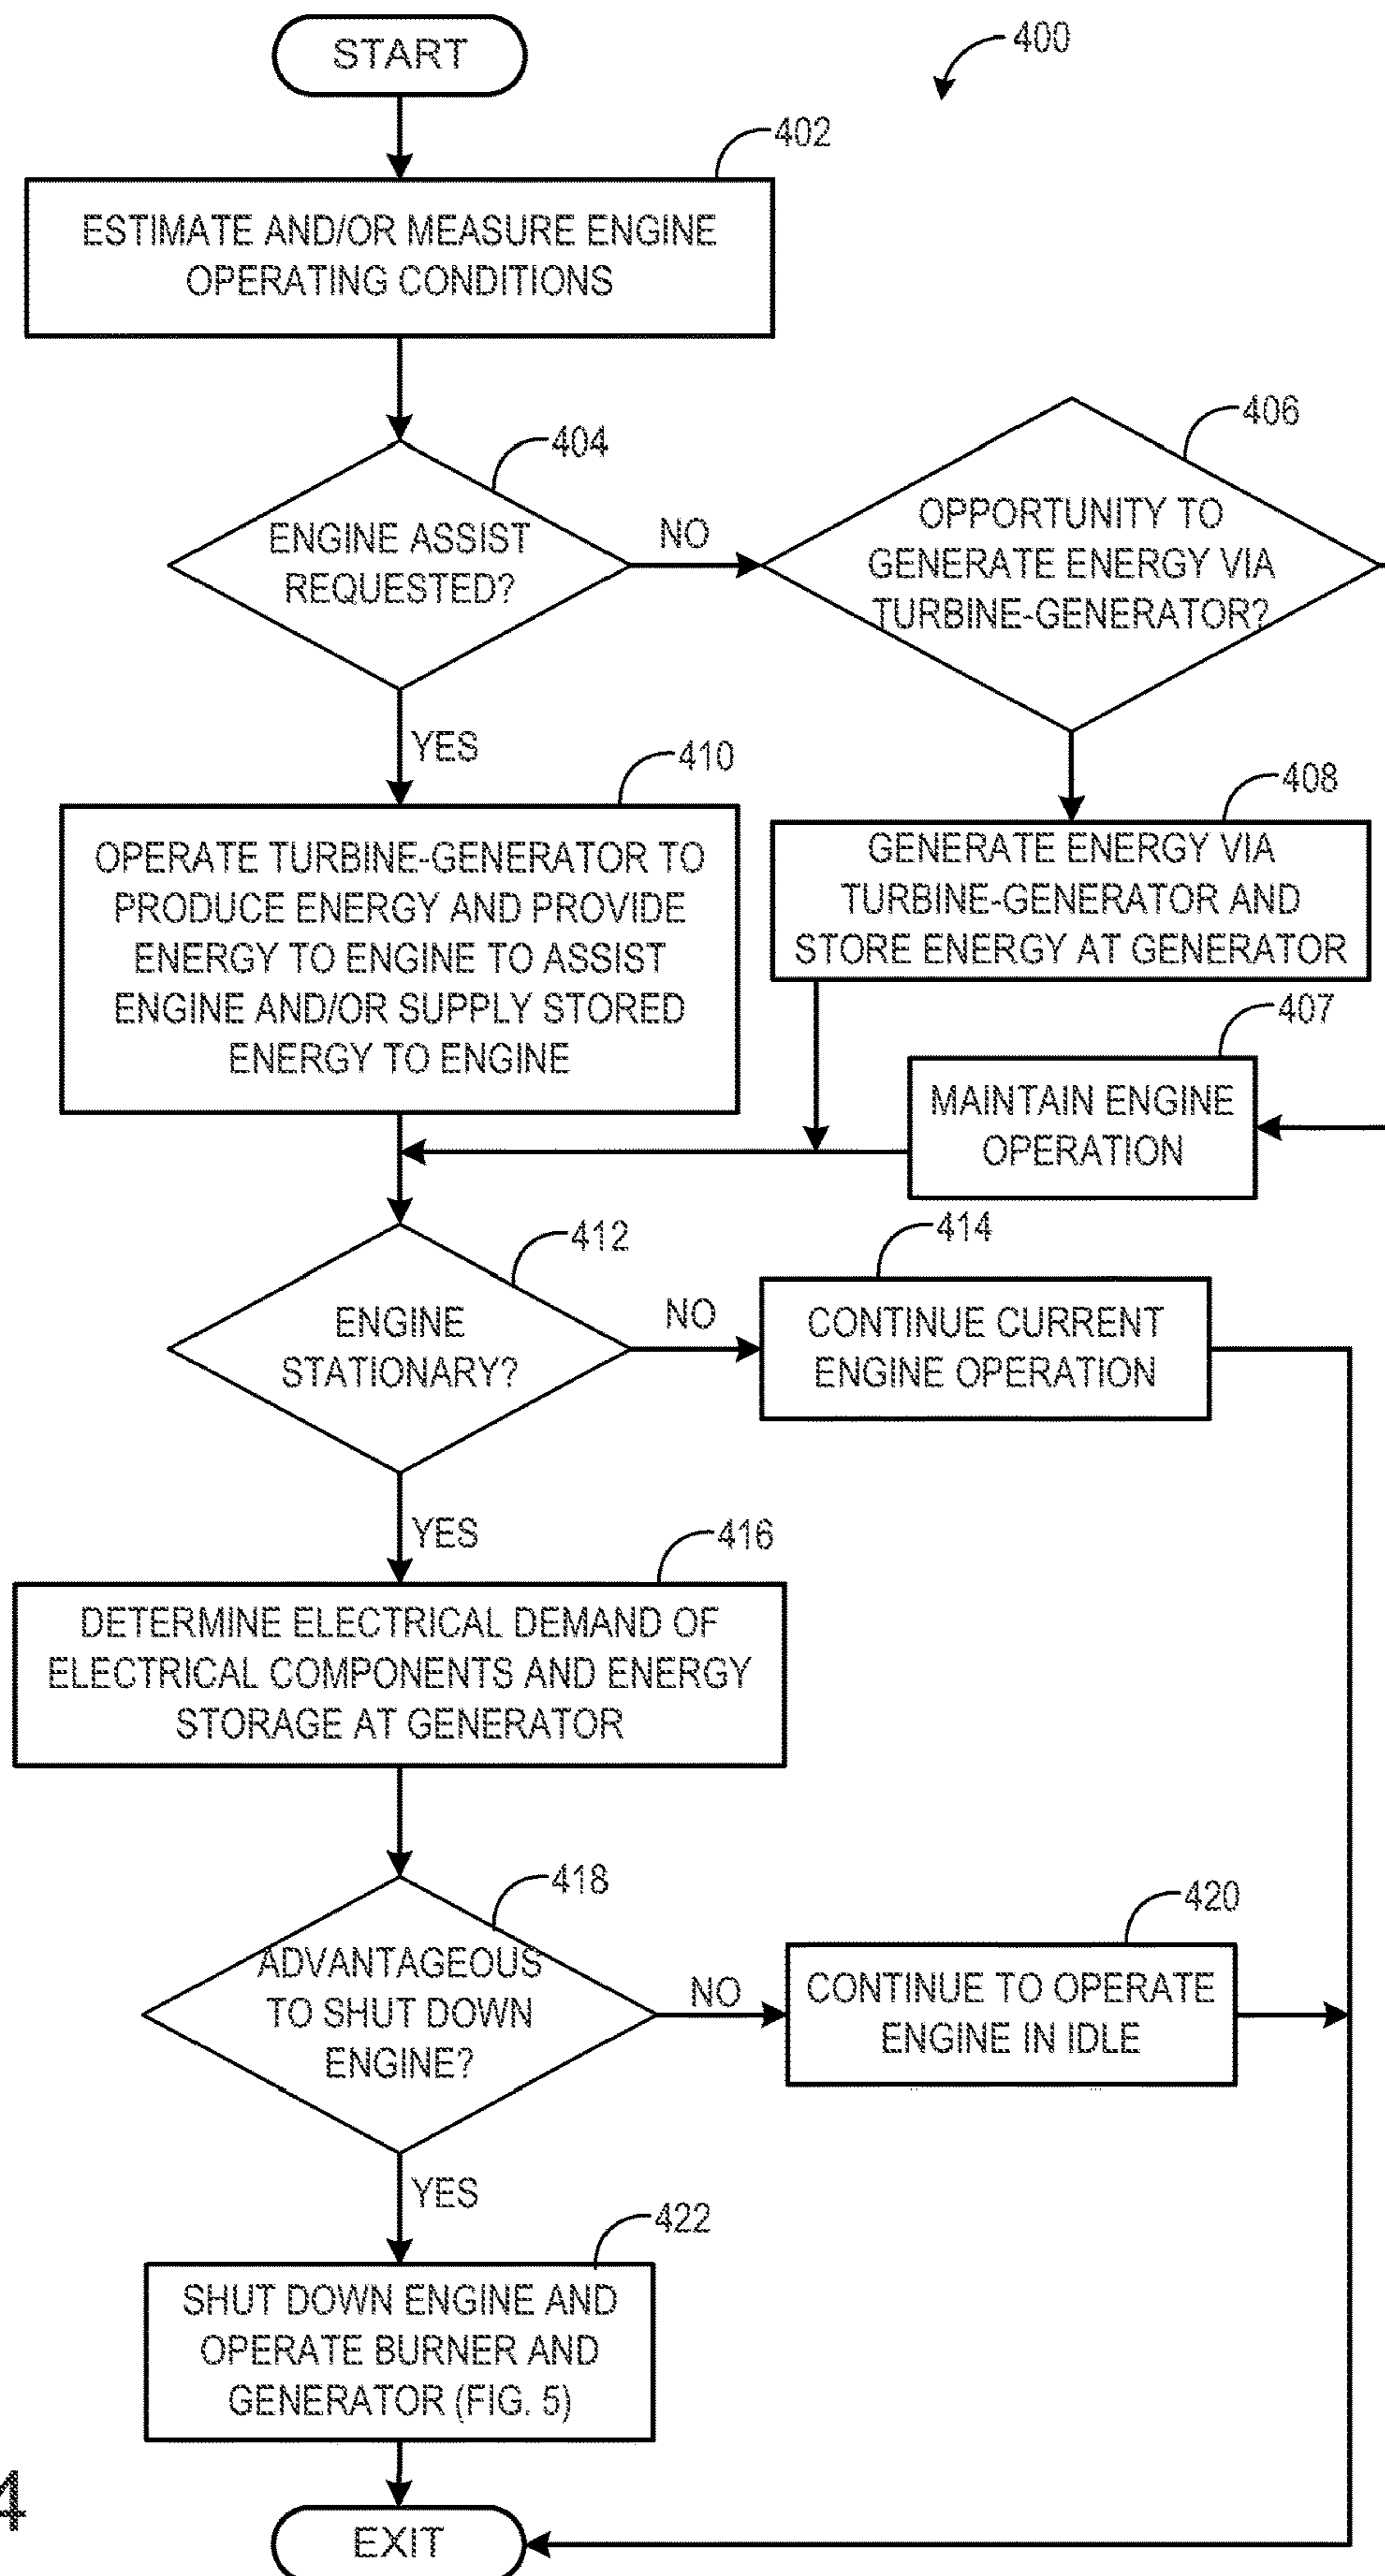 START
400
402
ESTIMATE AND/OR MEASURE ENGINE
OPERATING CONDITIONS
404
ENGINE ASSIST
REQUESTED?
NO
406
OPPORTUNITY TO
GENERATE ENERGY VIA
TURBINE-GENERATOR?
YES
410
OPERATE TURBINE-GENERATOR TO
PRODUCE ENERGY AND PROVIDE
ENERGY TO ENGINE TO ASSIST
ENGINE AND/OR SUPPLY STORED
ENERGY TO ENGINE
408
GENERATE ENERGY VIA
TURBINE-GENERATOR AND
STORE ENERGY AT GENERATOR
407
MAINTAIN ENGINE
OPERATION
412
ENGINE
STATIONARY?
NO
414
CONTINUE CURRENT
ENGINE OPERATION
YES
416
DETERMINE ELECTRICAL DEMAND OF
ELECTRICAL COMPONENTS AND ENERGY
STORAGE AT GENERATOR
418
ADVANTAGEOUS
TO SHUT DOWN
ENGINE?
NO
420
CONTINUE TO OPERATE
ENGINE IN IDLE
YES
422
SHUT DOWN ENGINE AND
OPERATE BURNER AND
GENERATOR (FIG. 5)
4
EXIT